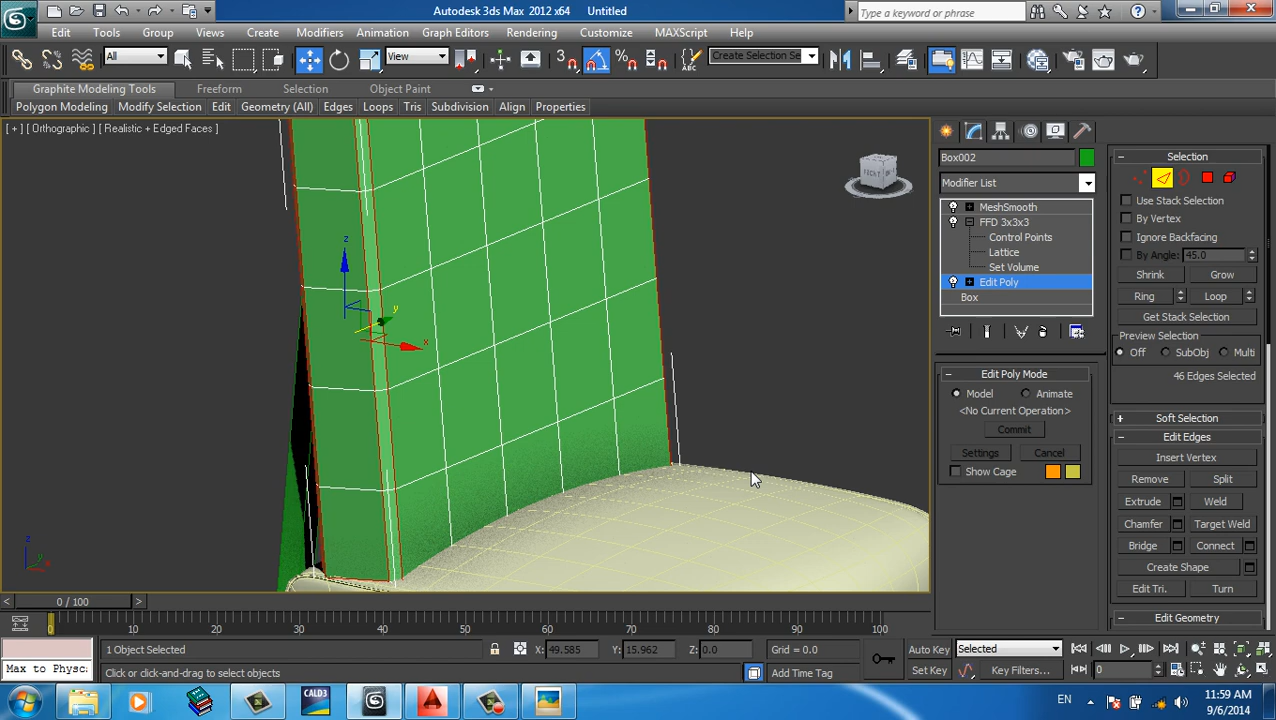 Autodesk 3ds Max 2012 x64 Untitled
Type a keyword or phrase
Edit Tools Group Views Create Modifiers Animation Graph Editors Rendering Customize MAXScript Help
All View Create Selection Se
Graphite Modeling Tools Freeform Selection Object Paint
Polygon Modeling Modify Selection Edit Geometry (All) Edges Loops Tris Subdivision Align Properties
[ + ] [ Orthographic ] [ Realistic + Edged Faces ]
FRONT
z
y
x
z
x
Box002
Modifier List
MeshSmooth
FFD 3x3x3
Control Points
Lattice
Set Volume
Edit Poly
Box
Edit Poly Mode
Model Animate
<No Current Operation>
Commit
Settings Cancel
Show Cage
Selection
Use Stack Selection
By Vertex
Ignore Backfacing
By Angle: 45.0
Shrink Grow
Ring Loop
Get Stack Selection
Preview Selection
Off SubObj Multi
46 Edges Selected
Soft Selection
Edit Edges
Insert Vertex
Remove Split
Extrude Weld
Chamfer Target Weld
Bridge Connect
Create Shape
Edit Tri. Turn
Edit Geometry
0 / 100
0 10 20 30 40 50 60 70 80 90 100
1 Object Selected X: 49.585 Y: 15.962 Z: 0.0 Grid = 0.0 Auto Key Selected
Max to Physc Click or click-and-drag to select objects Add Time Tag Set Key Key Filters... 0
CALD3 EN 11:59 AM
9/6/2014